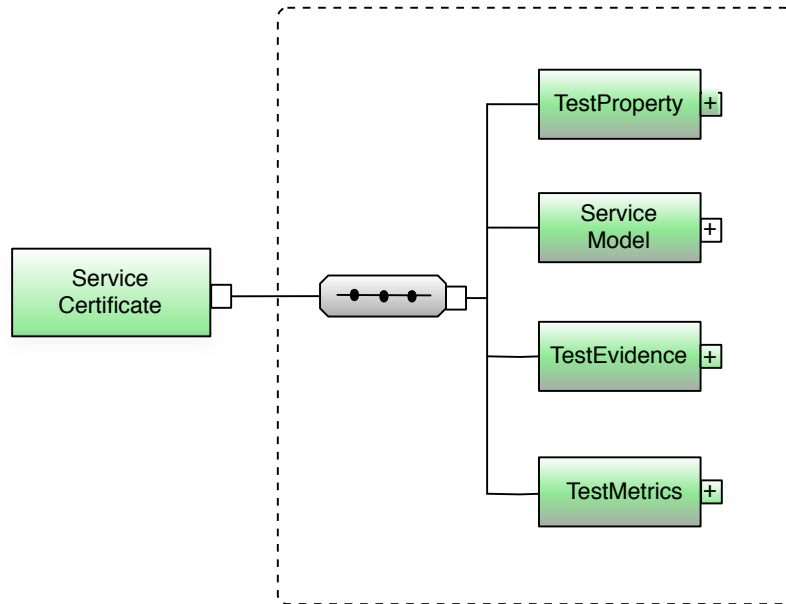 TestProperty
+
Service
Model
+
Service
Certificate
TestEvidence
+
TestMetrics
+